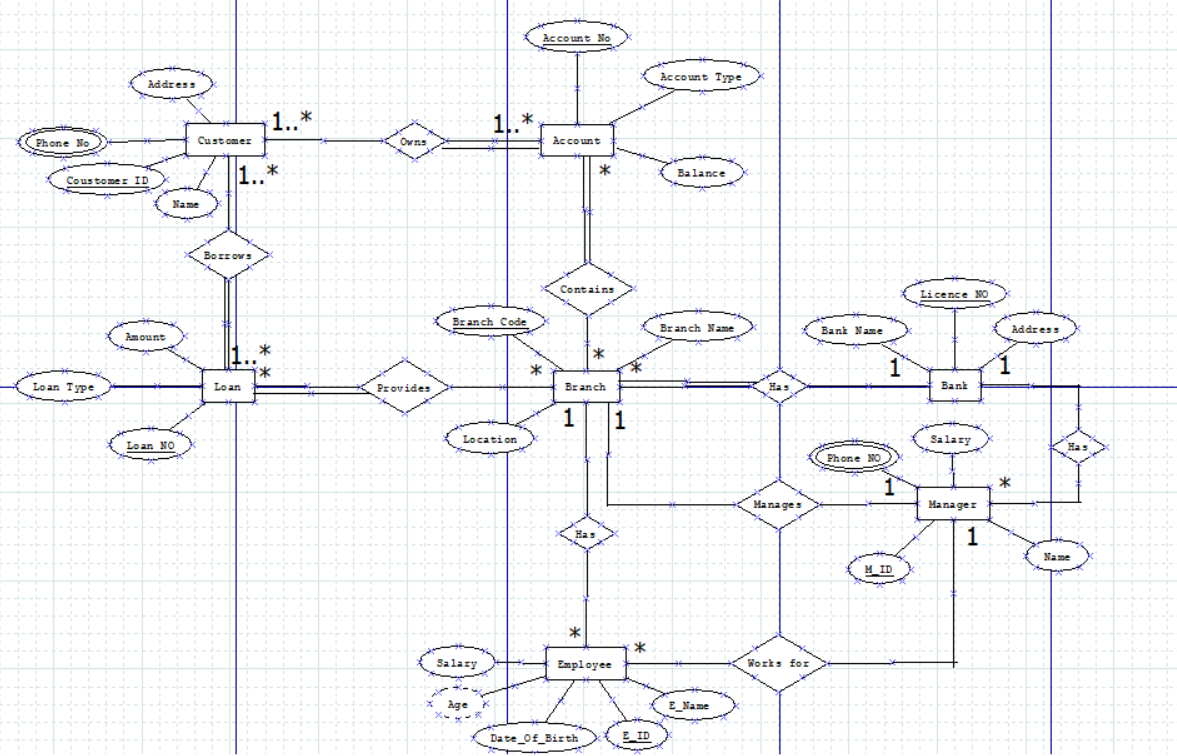 Account No
Address
Account Type
1..*
1..*
Phone No
Customer
Owns
Account
Coustomer ID
1..*
*
Balance
Name
Borrows
Contains
Licence NO
Branch Code
Branch Name
Bank Name
Address
Amount
1..*
*
*
*
*
1
1
Loan Type
Loan
Provides
Branch
Has
Bank
1
1
Location
Loan NO
Salary
Has
Phone NO
1
*
Manages
Manager
1
Has
Name
M_ID
*
*
Salary
Employee
Works for
Age
E_Name
Date_Of_Birth
E_ID